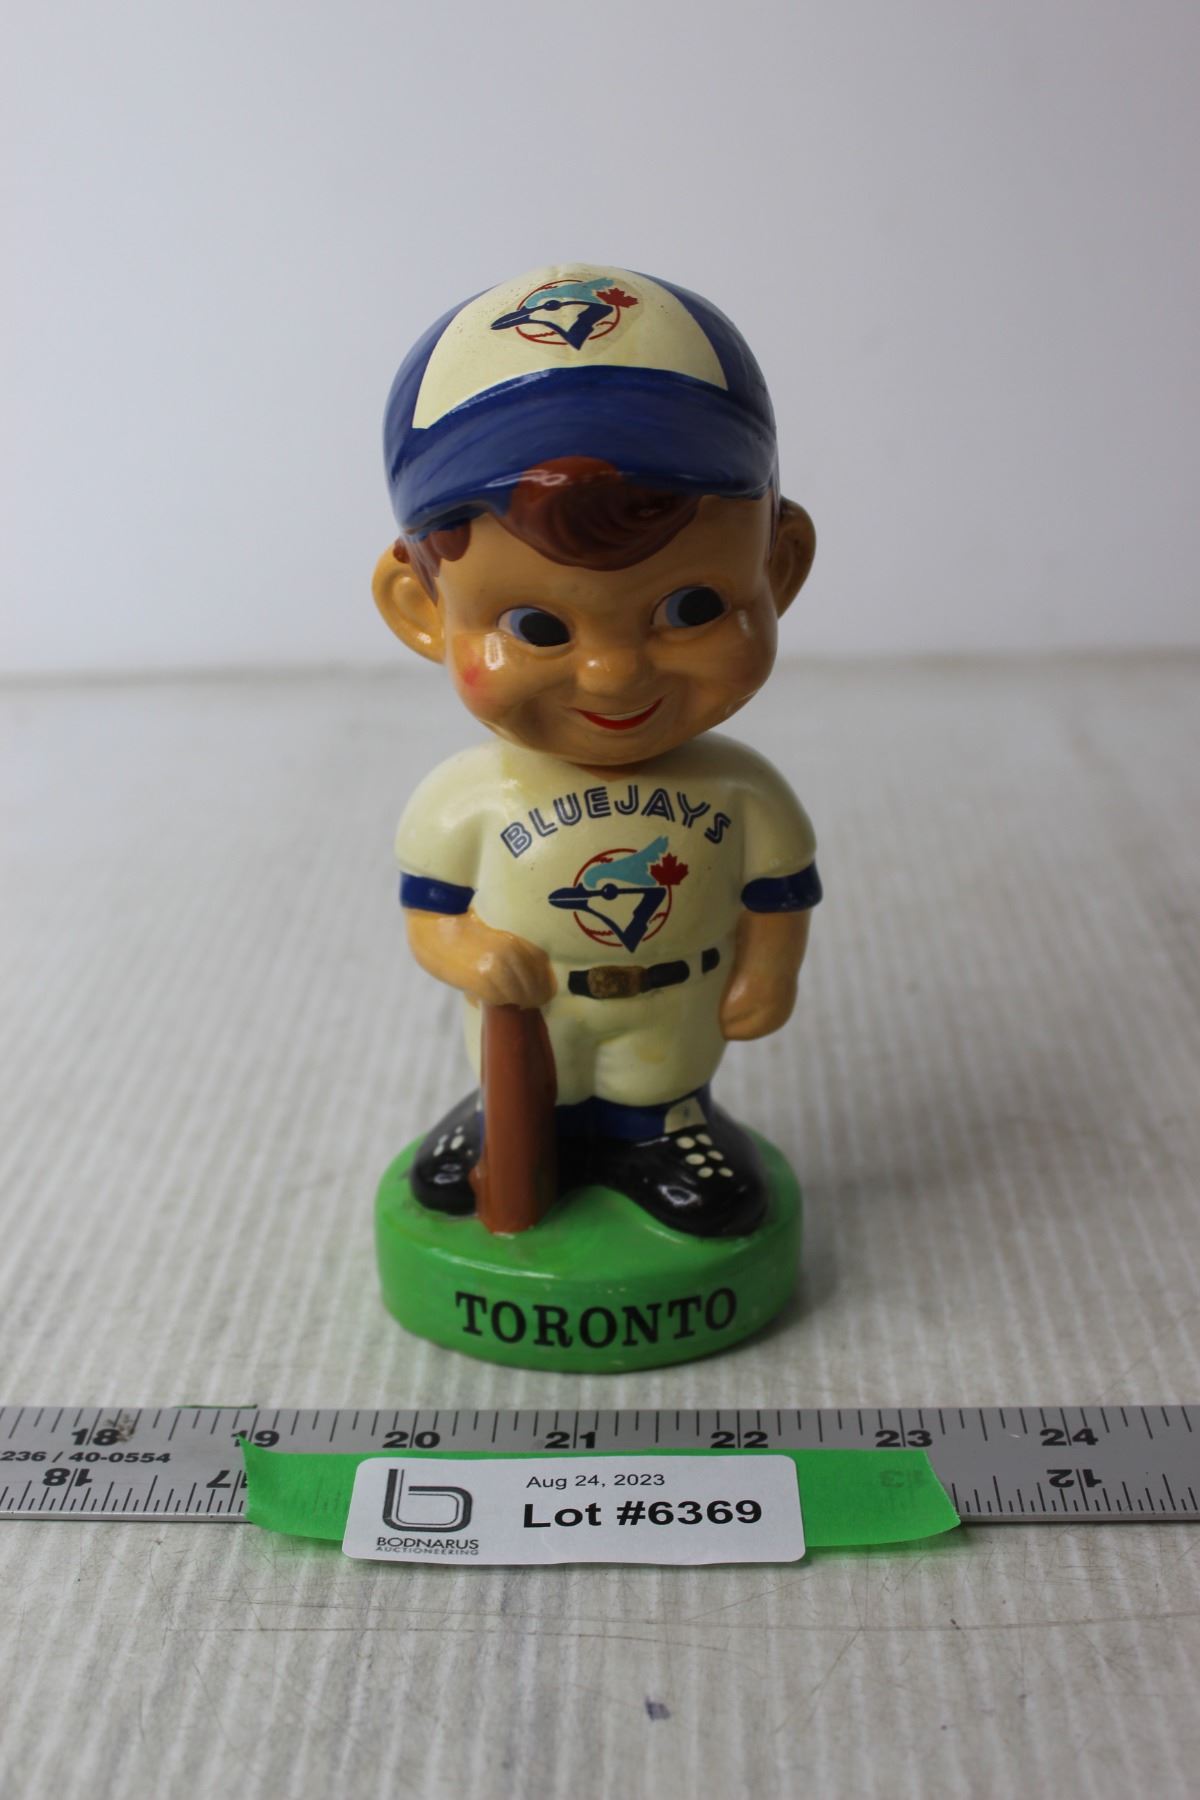 BLUEJAYS
TORONTO
18 19 20 21 22 23 24
236 / 40-0554
18 17 13 12
Aug 24, 2023
Lot #6369
b
BODNARUS
AUCTIONEERING